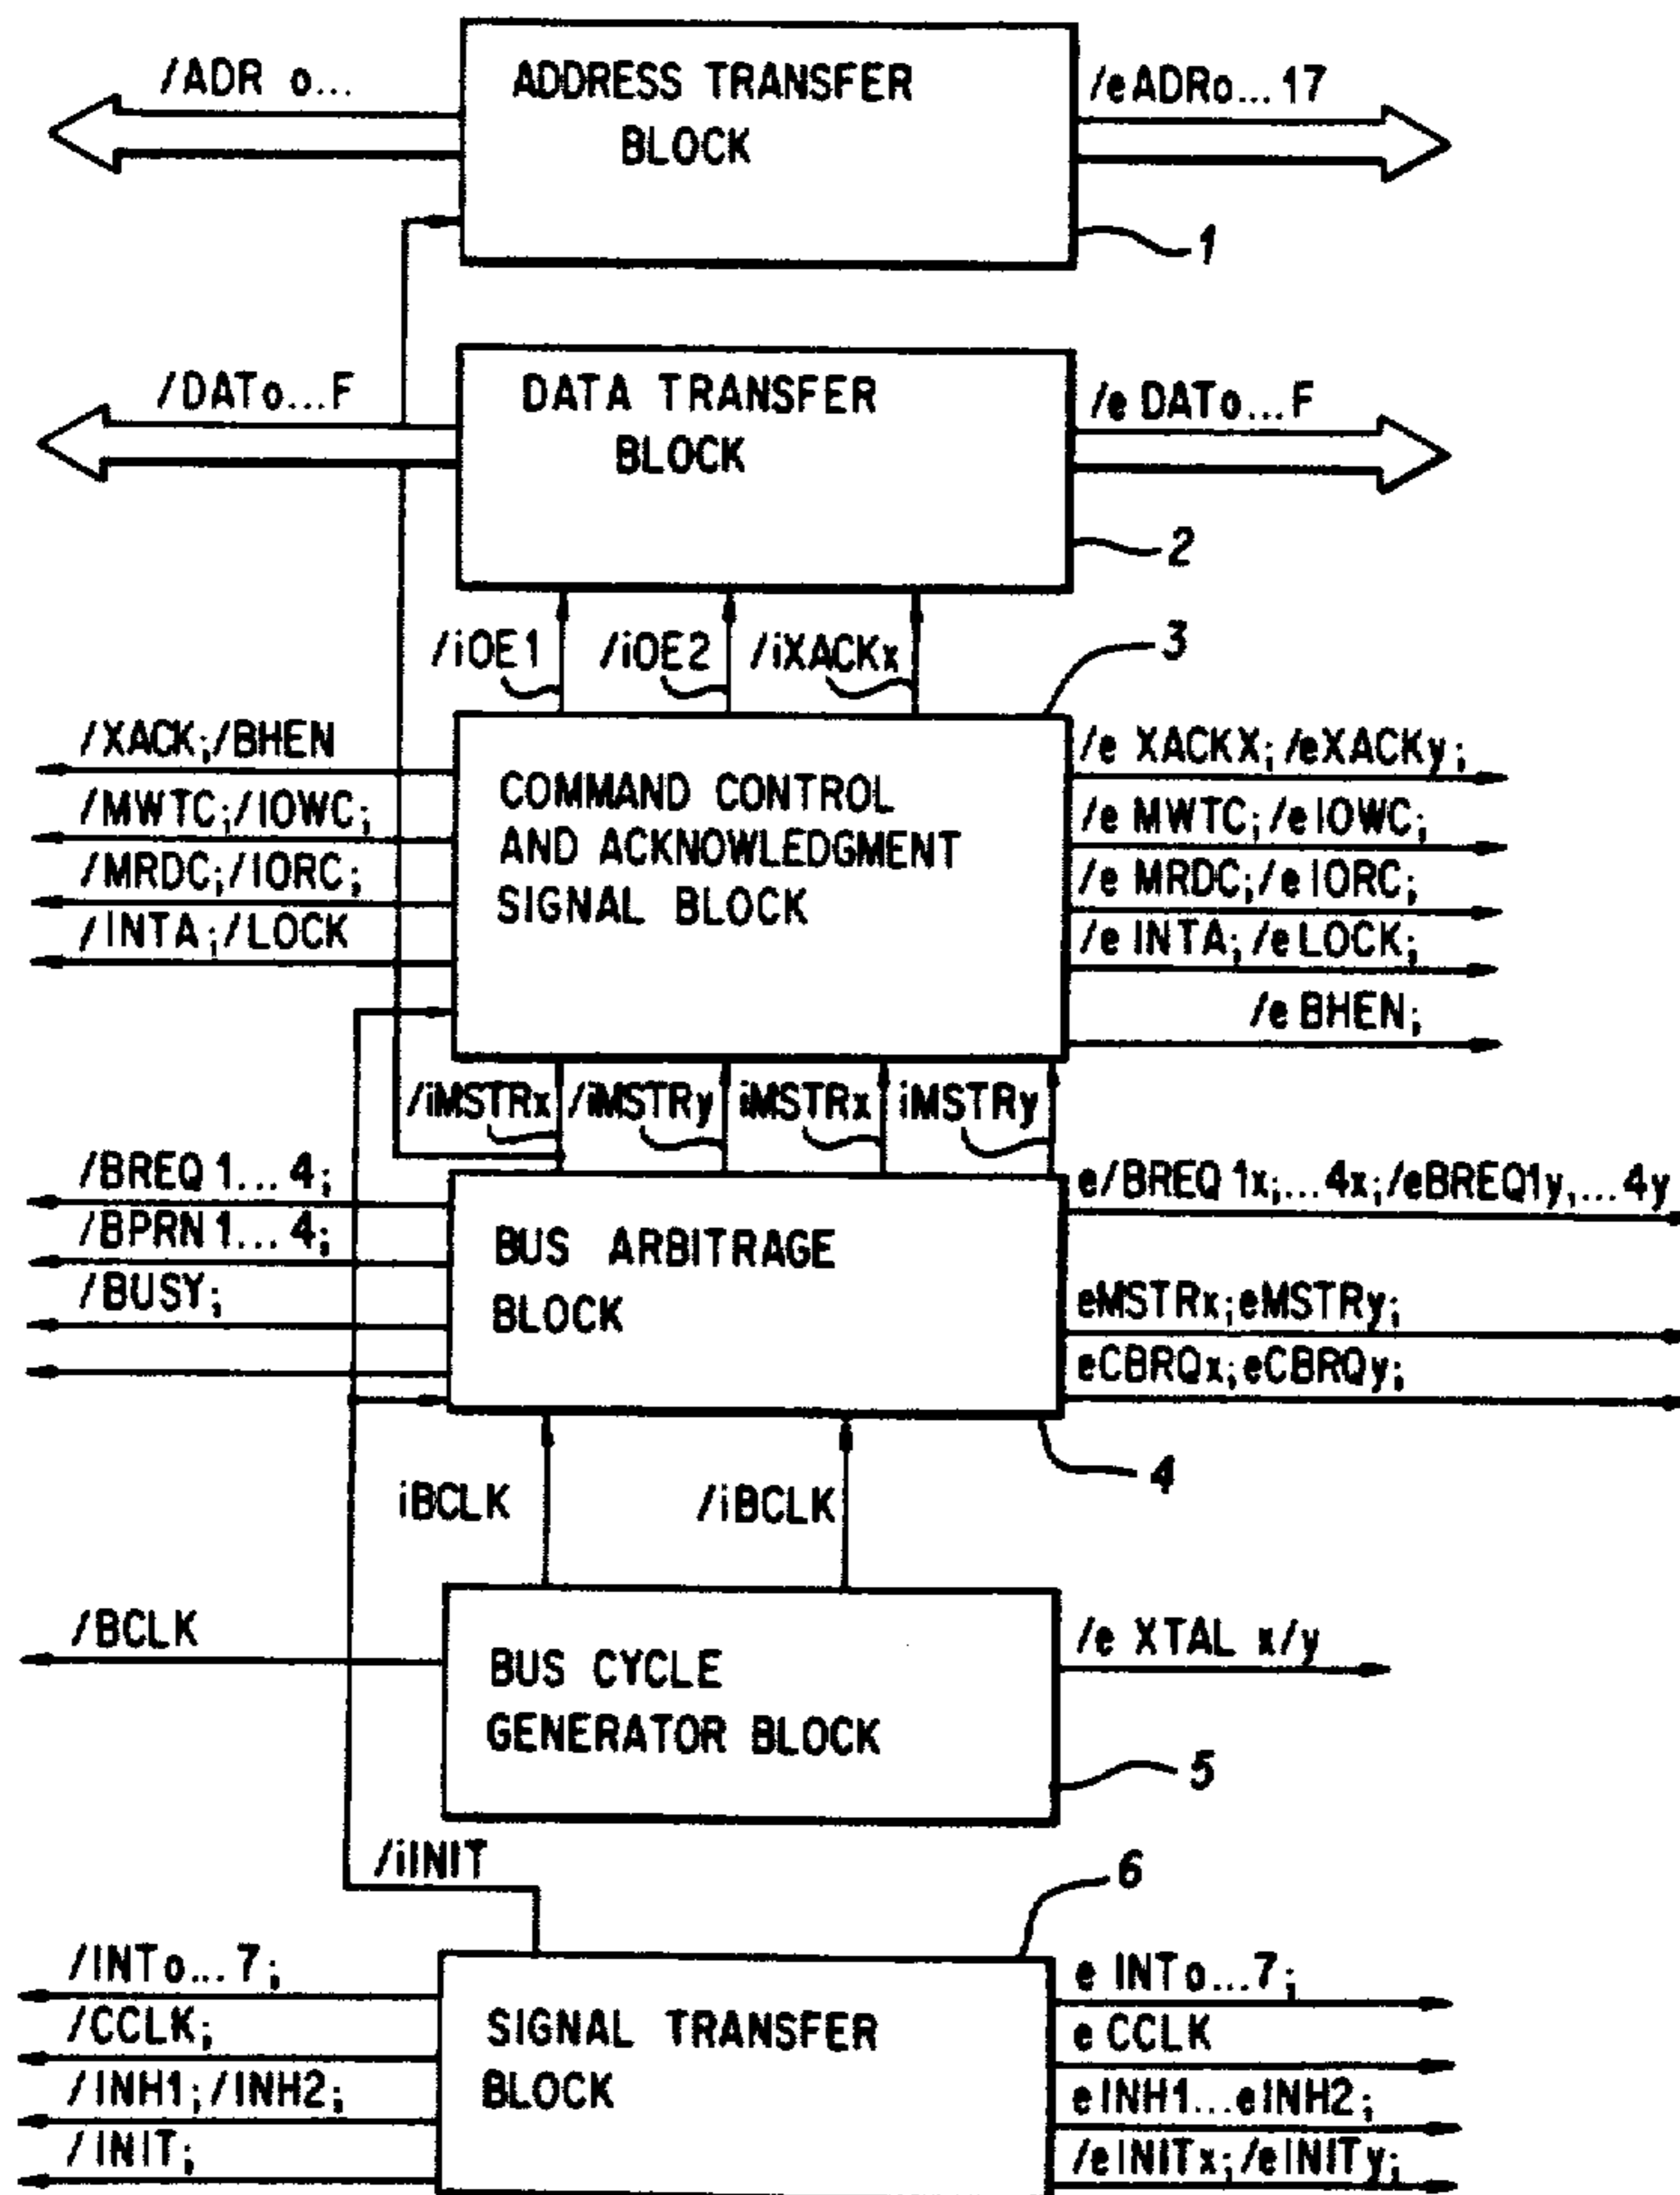 /ADR o...
ADDRESS TRANSFER
BLOCK
/eADRo...17
1
/DATo...F
DATA TRANSFER
BLOCK
/e DATo...F
2
/iOE1
/iOE2
/iXACKx
3
/XACK;/BHEN
/MWTC;/IOWC;
/MRDC;/IORC;
/INTA;/LOCK
COMMAND CONTROL
AND ACKNOWLEDGMENT
SIGNAL BLOCK
/e XACKX; /eXACKy;
/e MWTC; /e IOWC;
/e MRDC; /e IORC;
/e INTA; /e LOCK;
/e BHEN;
/iMSTRx
/iMSTRy
iMSTRx
iMSTRy
/BREQ 1...4;
/BPRN 1...4;
/BUSY;
BUS ARBITRAGE
BLOCK
e/BREQ 1x;...4x;/eBREQ1y,...4y
eMSTRx;eMSTRy;
eCBRQx;eCBRQy;
4
iBCLK
/iBCLK
/BCLK
BUS CYCLE
GENERATOR BLOCK
/e XTAL x/y
5
/iINIT
6
/INTo...7;
/CCLK;
/INH1;/INH2;
/INIT;
SIGNAL TRANSFER
BLOCK
e INTo...7;
e CCLK
e INH1...eINH2;
/eINITx;/eINITy;